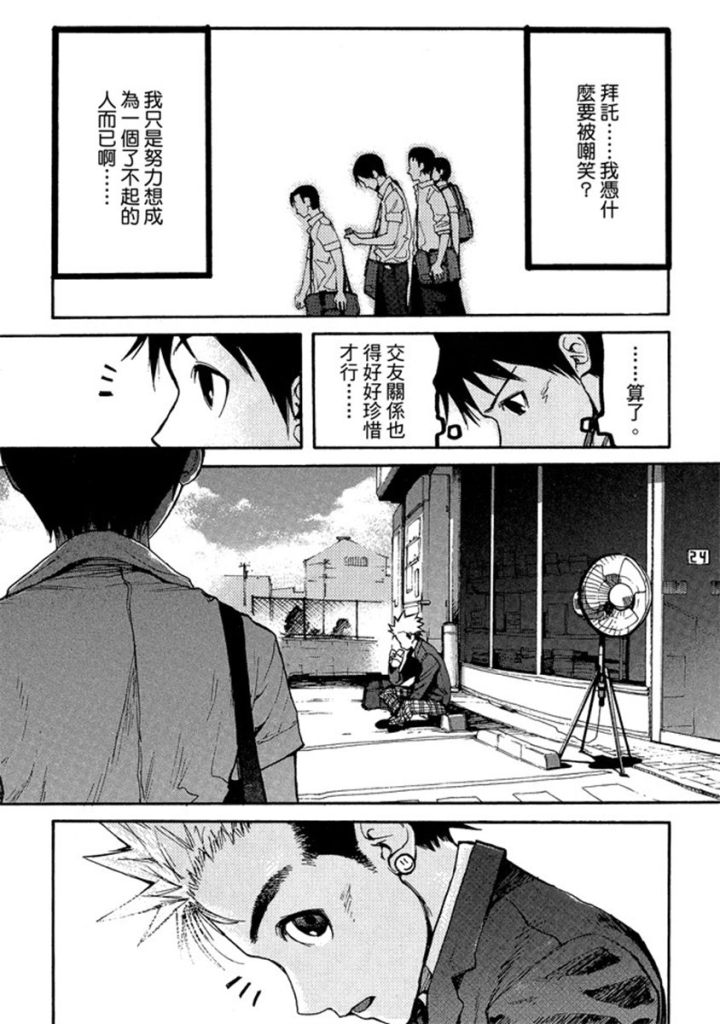 拜託……我憑什
麼要被嘲笑？
我只是努力想成
為一個了不起的
人而已啊……
……算了。
交友關係也
得好好珍惜
才行……
24